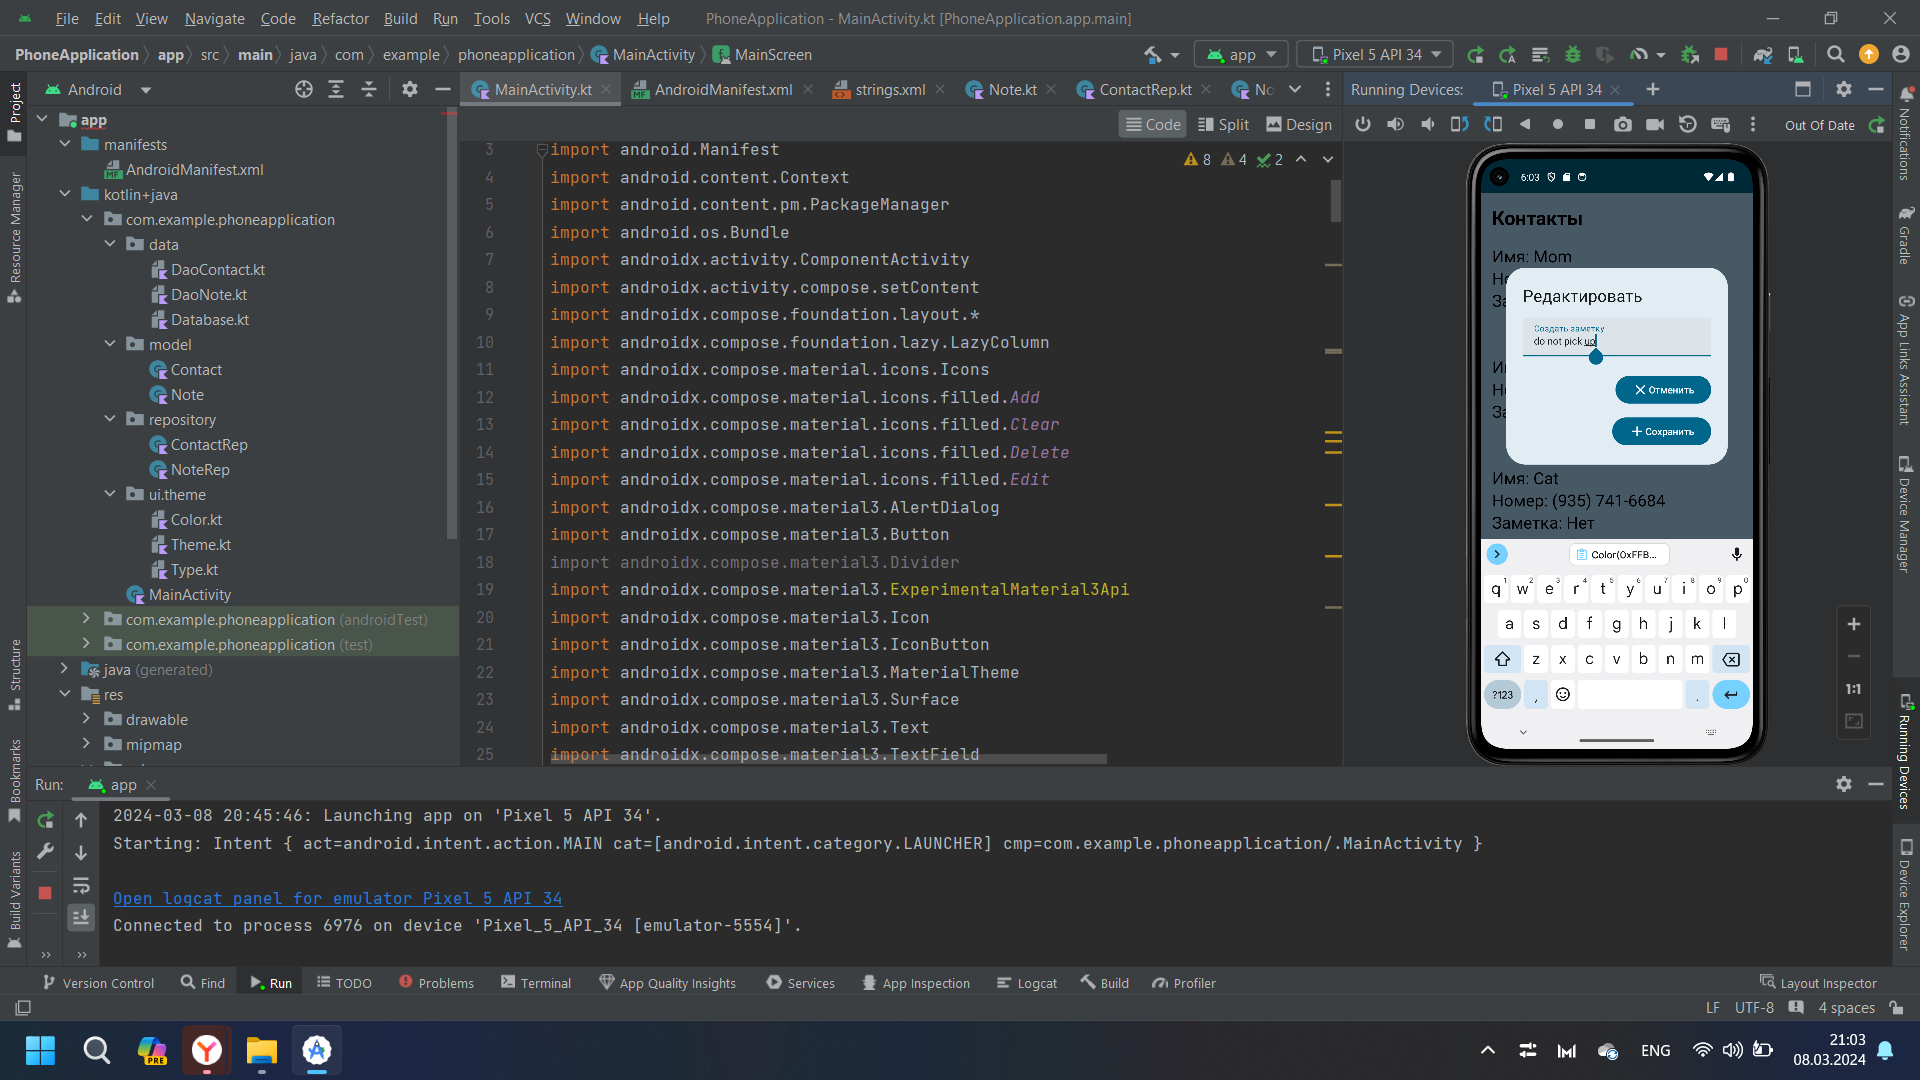 File Edit View Navigate Code Refactor Build Run Tools VCS Window Help PhoneApplication - MainActivity.kt [PhoneApplication.app.main]
PhoneApplication app src main java com example phoneapplication MainActivity MainScreen app Pixel 5 API 34
Project
Resource Manager
Structure
Bookmarks
Build Variants
Android
app
manifests
AndroidManifest.xml
kotlin+java
com.example.phoneapplication
data
DaoContact.kt
DaoNote.kt
Database.kt
model
Contact
Note
repository
ContactRep
NoteRep
ui.theme
Color.kt
Theme.kt
Type.kt
MainActivity
com.example.phoneapplication (androidTest)
com.example.phoneapplication (test)
java (generated)
res
drawable
mipmap
MainActivity.kt AndroidManifest.xml strings.xml Note.kt ContactRep.kt No
Code Split Design
8 4 2
3 import android.Manifest
4 import android.content.Context
5 import android.content.pm.PackageManager
6 import android.os.Bundle
7 import androidx.activity.ComponentActivity
8 import androidx.activity.compose.setContent
9 import androidx.compose.foundation.layout.*
10 import androidx.compose.foundation.lazy.LazyColumn
11 import androidx.compose.material.icons.Icons
12 import androidx.compose.material.icons.filled.Add
13 import androidx.compose.material.icons.filled.Clear
14 import androidx.compose.material.icons.filled.Delete
15 import androidx.compose.material.icons.filled.Edit
16 import androidx.compose.material3.AlertDialog
17 import androidx.compose.material3.Button
18 import androidx.compose.material3.Divider
19 import androidx.compose.material3.ExperimentalMaterial3Api
20 import androidx.compose.material3.Icon
21 import androidx.compose.material3.IconButton
22 import androidx.compose.material3.MaterialTheme
23 import androidx.compose.material3.Surface
24 import androidx.compose.material3.Text
25 import androidx.compose.material3.TextField
Running Devices: Pixel 5 API 34
Out Of Date
6:03
Контакты
Имя: Mom
Но
За
Редактировать
Создать заметку
do not pick up
Отменить
Сохранить
Имя: Cat
Номер: (935) 741-6684
Заметка: Нет
Color(0xFFB...
q1 w2 e3 r4 t5 y6 u7 i8 o9 p0
a s d f g h j k l
z x c v b n m
?123 , .
1:1
Notifications
Gradle
App Links Assistant
Device Manager
Running Devices
Device Explorer
Run: app
2024-03-08 20:45:46: Launching app on 'Pixel 5 API 34'.
Starting: Intent { act=android.intent.action.MAIN cat=[android.intent.category.LAUNCHER] cmp=com.example.phoneapplication/.MainActivity }
Open logcat panel for emulator Pixel 5 API 34
Connected to process 6976 on device 'Pixel_5_API_34 [emulator-5554]'.
Version Control Find Run TODO Problems Terminal App Quality Insights Services App Inspection Logcat Build Profiler Layout Inspector
LF UTF-8 4 spaces
PRE
ENG
21:03
08.03.2024